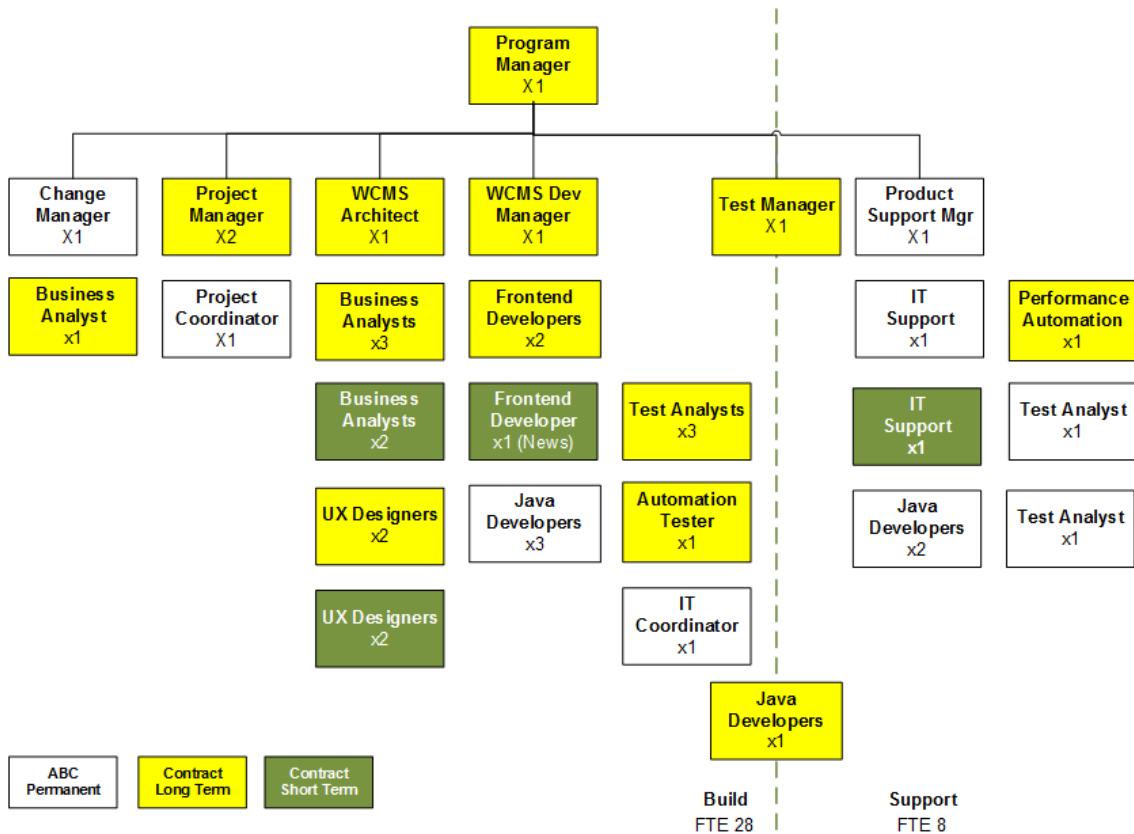 Program
Manager
X1
Change
Manager
X1
Project
Manager
X2
WCMS
Architect
X1
WCMS Dev
Manager
X1
Test Manager
X1
Product
Support Mgr
X1
Business
Analyst
x1
Project
Coordinator
X1
Business
Analysts
x3
Frontend
Developers
x2
IT
Support
x1
Performance
Automation
x1
Business
Analysts
x2
Frontend
Developer
x1 (News)
Test Analysts
x3
IT
Support
x1
Test Analyst
x1
UX Designers
x2
Java
Developers
x3
Automation
Tester
x1
Java
Developers
x2
Test Analyst
x1
UX Designers
x2
IT
Coordinator
x1
Java
Developers
x1
ABC
Permanent
Contract
Long Term
Contract
Short Term
Build
FTE 28
Support
FTE 8